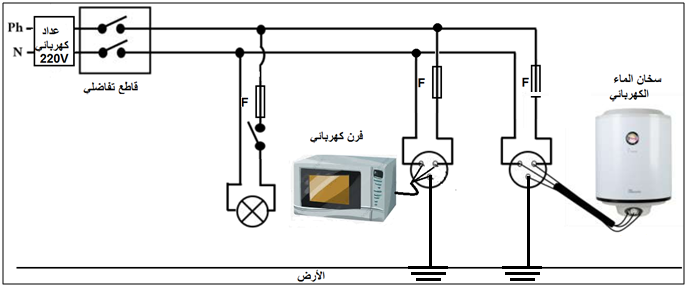 Ph
N
عداد
كهربائي
220V
قاطع تفاضلي
F
فرن كهربائي
F
F
سخان الماء
الكهربائي
الأرض